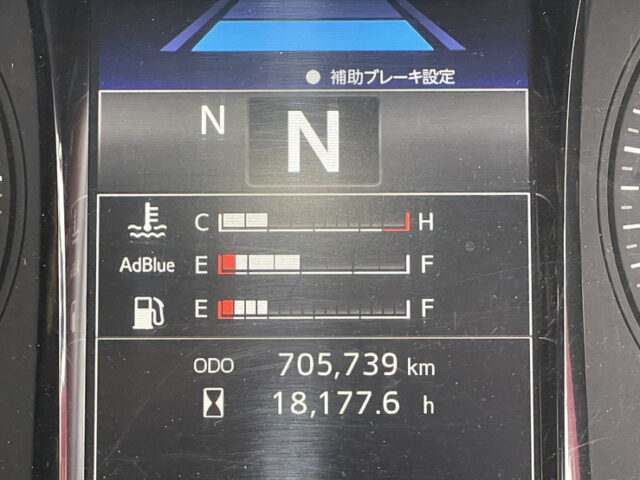 ● 補助ブレーキ設定
N N
C H
AdBlue E F
E F
ODO 705,739 km
18,177.6 h